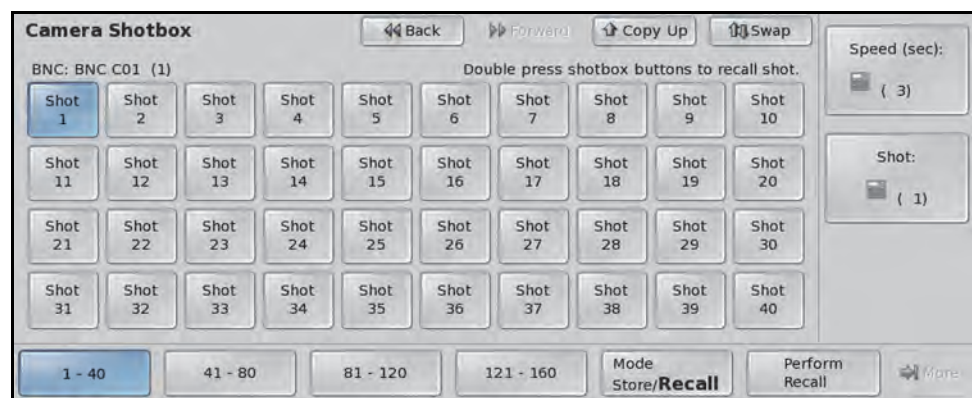 Camera Shotbox
Back
Forward
Copy Up
Swap
BNC: BNC C01 (1)
Double press shotbox buttons to recall shot.
Shot 1
Shot 2
Shot 3
Shot 4
Shot 5
Shot 6
Shot 7
Shot 8
Shot 9
Shot 10
Shot 11
Shot 12
Shot 13
Shot 14
Shot 15
Shot 16
Shot 17
Shot 18
Shot 19
Shot 20
Shot 21
Shot 22
Shot 23
Shot 24
Shot 25
Shot 26
Shot 27
Shot 28
Shot 29
Shot 30
Shot 31
Shot 32
Shot 33
Shot 34
Shot 35
Shot 36
Shot 37
Shot 38
Shot 39
Shot 40
Speed (sec):
( 3)
Shot:
( 1)
1 - 40
41 - 80
81 - 120
121 - 160
Mode
Store/Recall
Perform
Recall
More